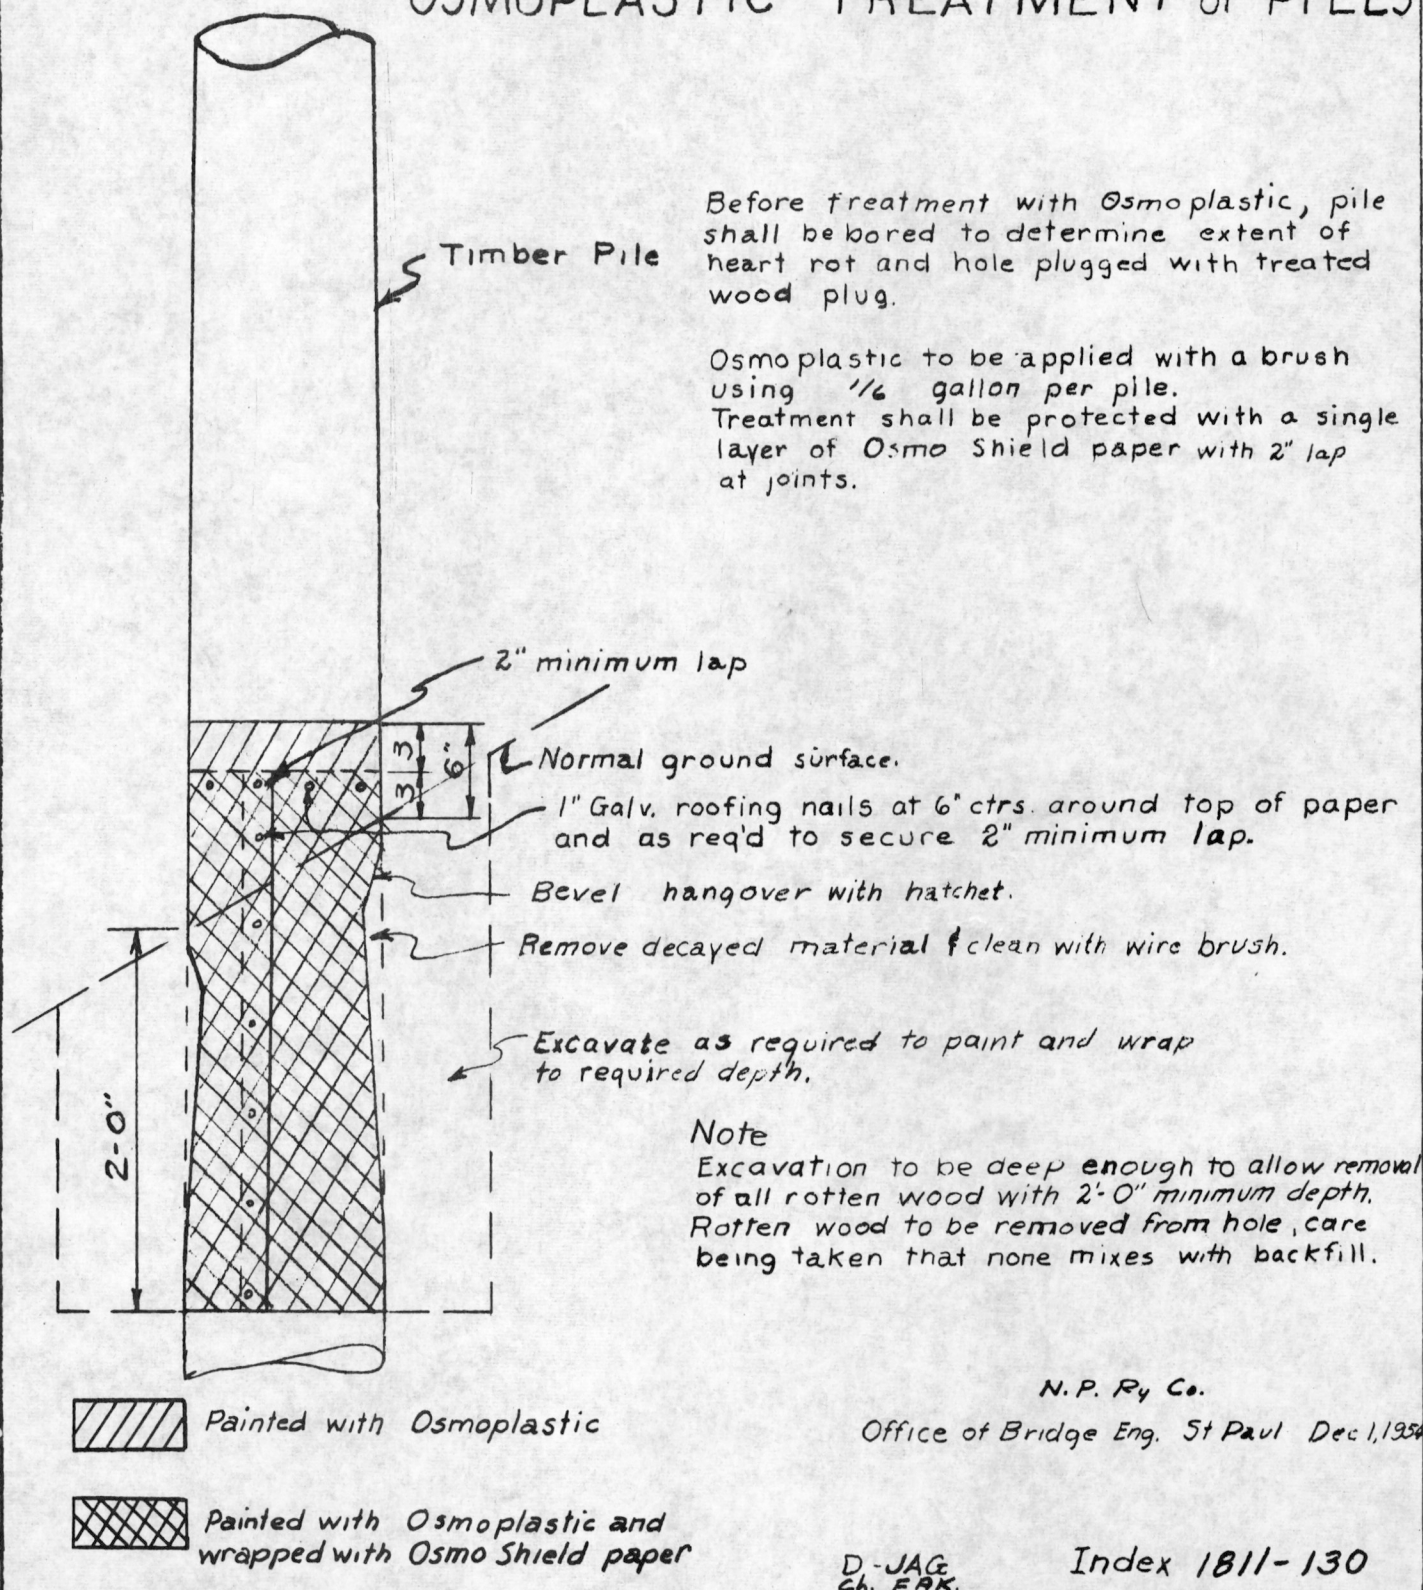 OSMOPLASTIC TREATMENT of PILES
Timber Pile
Before treatment with Osmoplastic, pile
shall be bored to determine extent of
heart rot and hole plugged with treated
wood plug.
Osmoplastic to be applied with a brush
using 1/6 gallon per pile.
Treatment shall be protected with a single
layer of Osmo Shield paper with 2" lap
at joints.
2" minimum lap
3
3
6"
Normal ground surface.
1" Galv. roofing nails at 6" ctrs. around top of paper
and as req'd to secure 2" minimum lap.
Bevel hangover with hatchet.
Remove decayed material & clean with wire brush.
2-0"
Excavate as required to paint and wrap
to required depth.
Note
Excavation to be deep enough to allow removal
of all rotten wood with 2'-0" minimum depth.
Rotten wood to be removed from hole, care
being taken that none mixes with backfill.
Painted with Osmoplastic
Painted with Osmoplastic and
wrapped with Osmo Shield paper
N. P. Ry Co.
Office of Bridge Eng. St Paul Dec 1, 1954
D.-JAG
Ch. EAK.
Index 1811-130